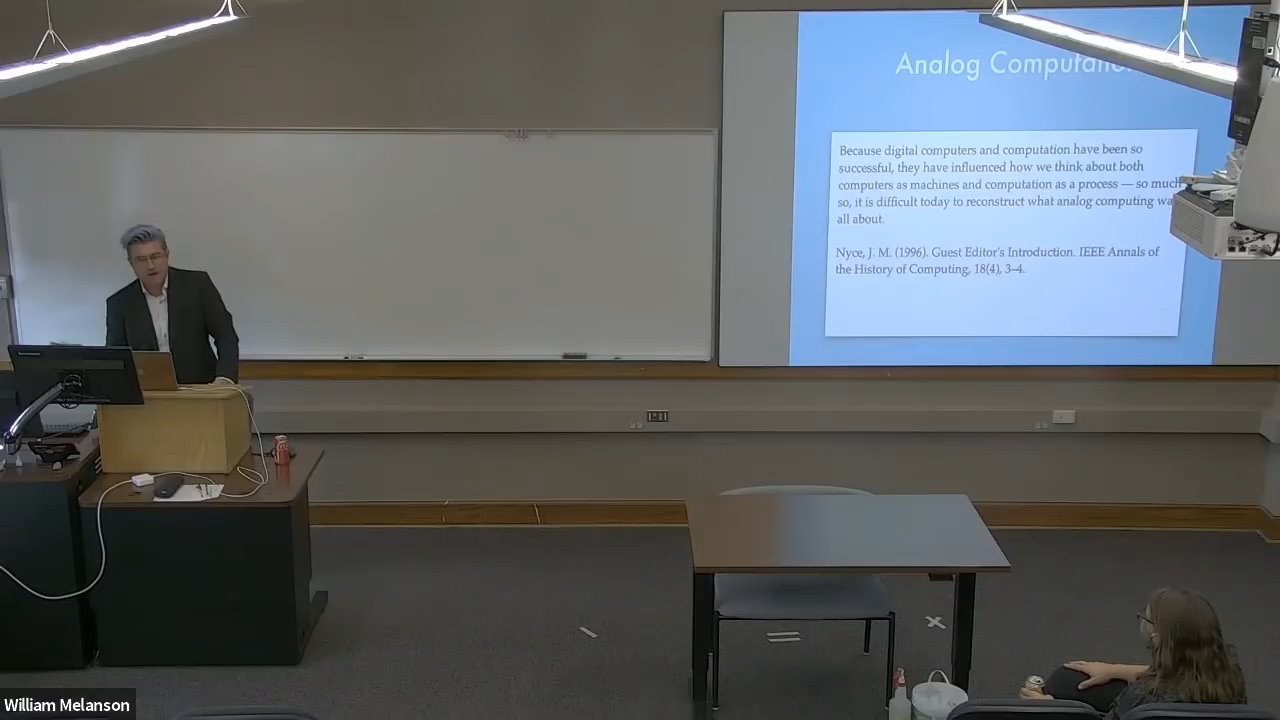 Analog Computation
Because digital computers and computation have been so
successful, they have influenced how we think about both
computers as machines and computation as a process — so much
so, it is difficult today to reconstruct what analog computing was
all about.
Nyce, J. M. (1996). Guest Editor's Introduction. IEEE Annals of
the History of Computing, 18(4), 3–4.
William Melanson